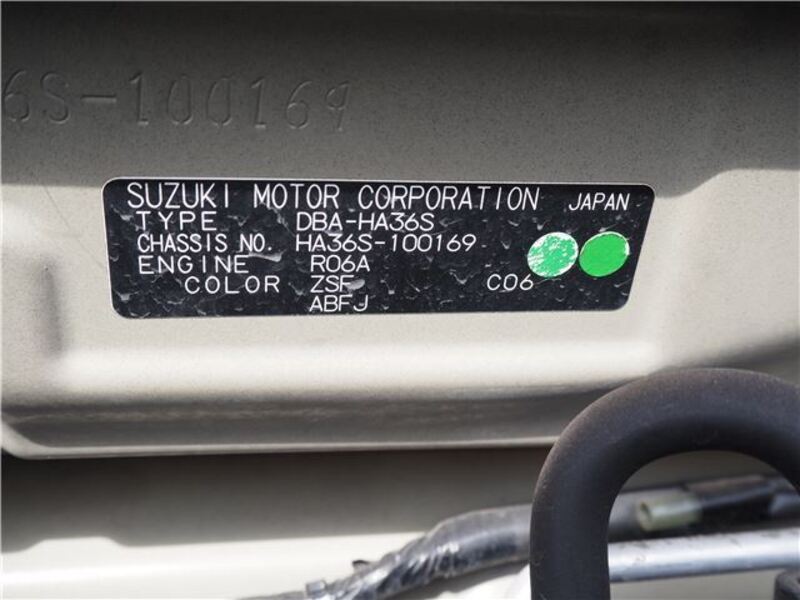 6S-100169
SUZUKI MOTOR CORPORATION JAPAN
TYPE DBA-HA36S
CHASSIS NO. HA36S-100169
ENGINE R06A
COLOR ZSF C06
ABFJ